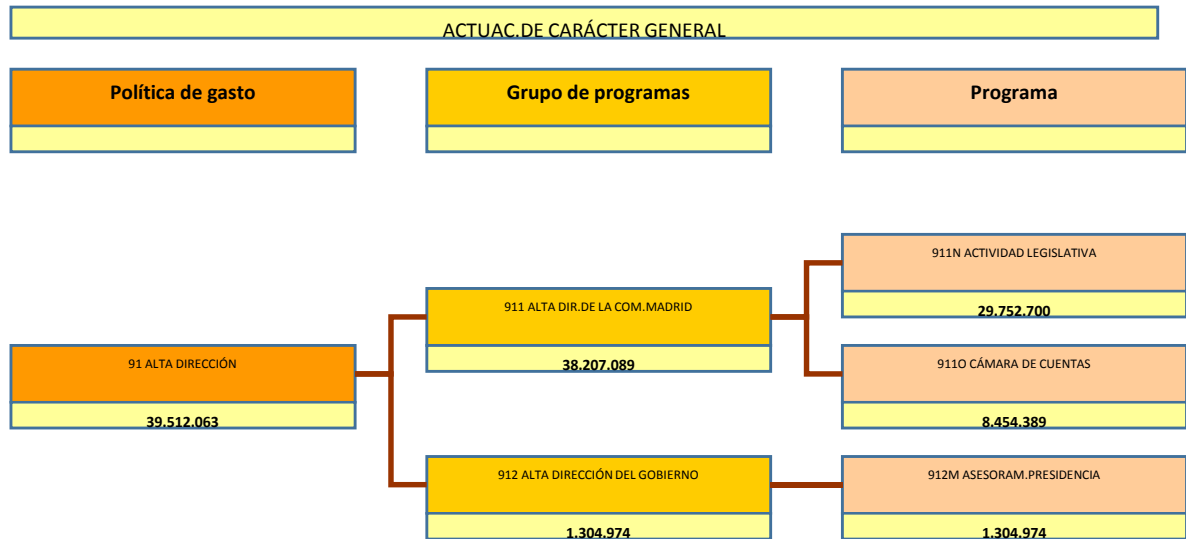 ACTUAC.DE CARÁCTER GENERAL
Política de gasto
Grupo de programas
Programa
911N ACTIVIDAD LEGISLATIVA
29.752.700
911 ALTA DIR.DE LA COM.MADRID
38.207.089
91 ALTA DIRECCIÓN
39.512.063
911O CÁMARA DE CUENTAS
8.454.389
912 ALTA DIRECCIÓN DEL GOBIERNO
1.304.974
912M ASESORAM.PRESIDENCIA
1.304.974